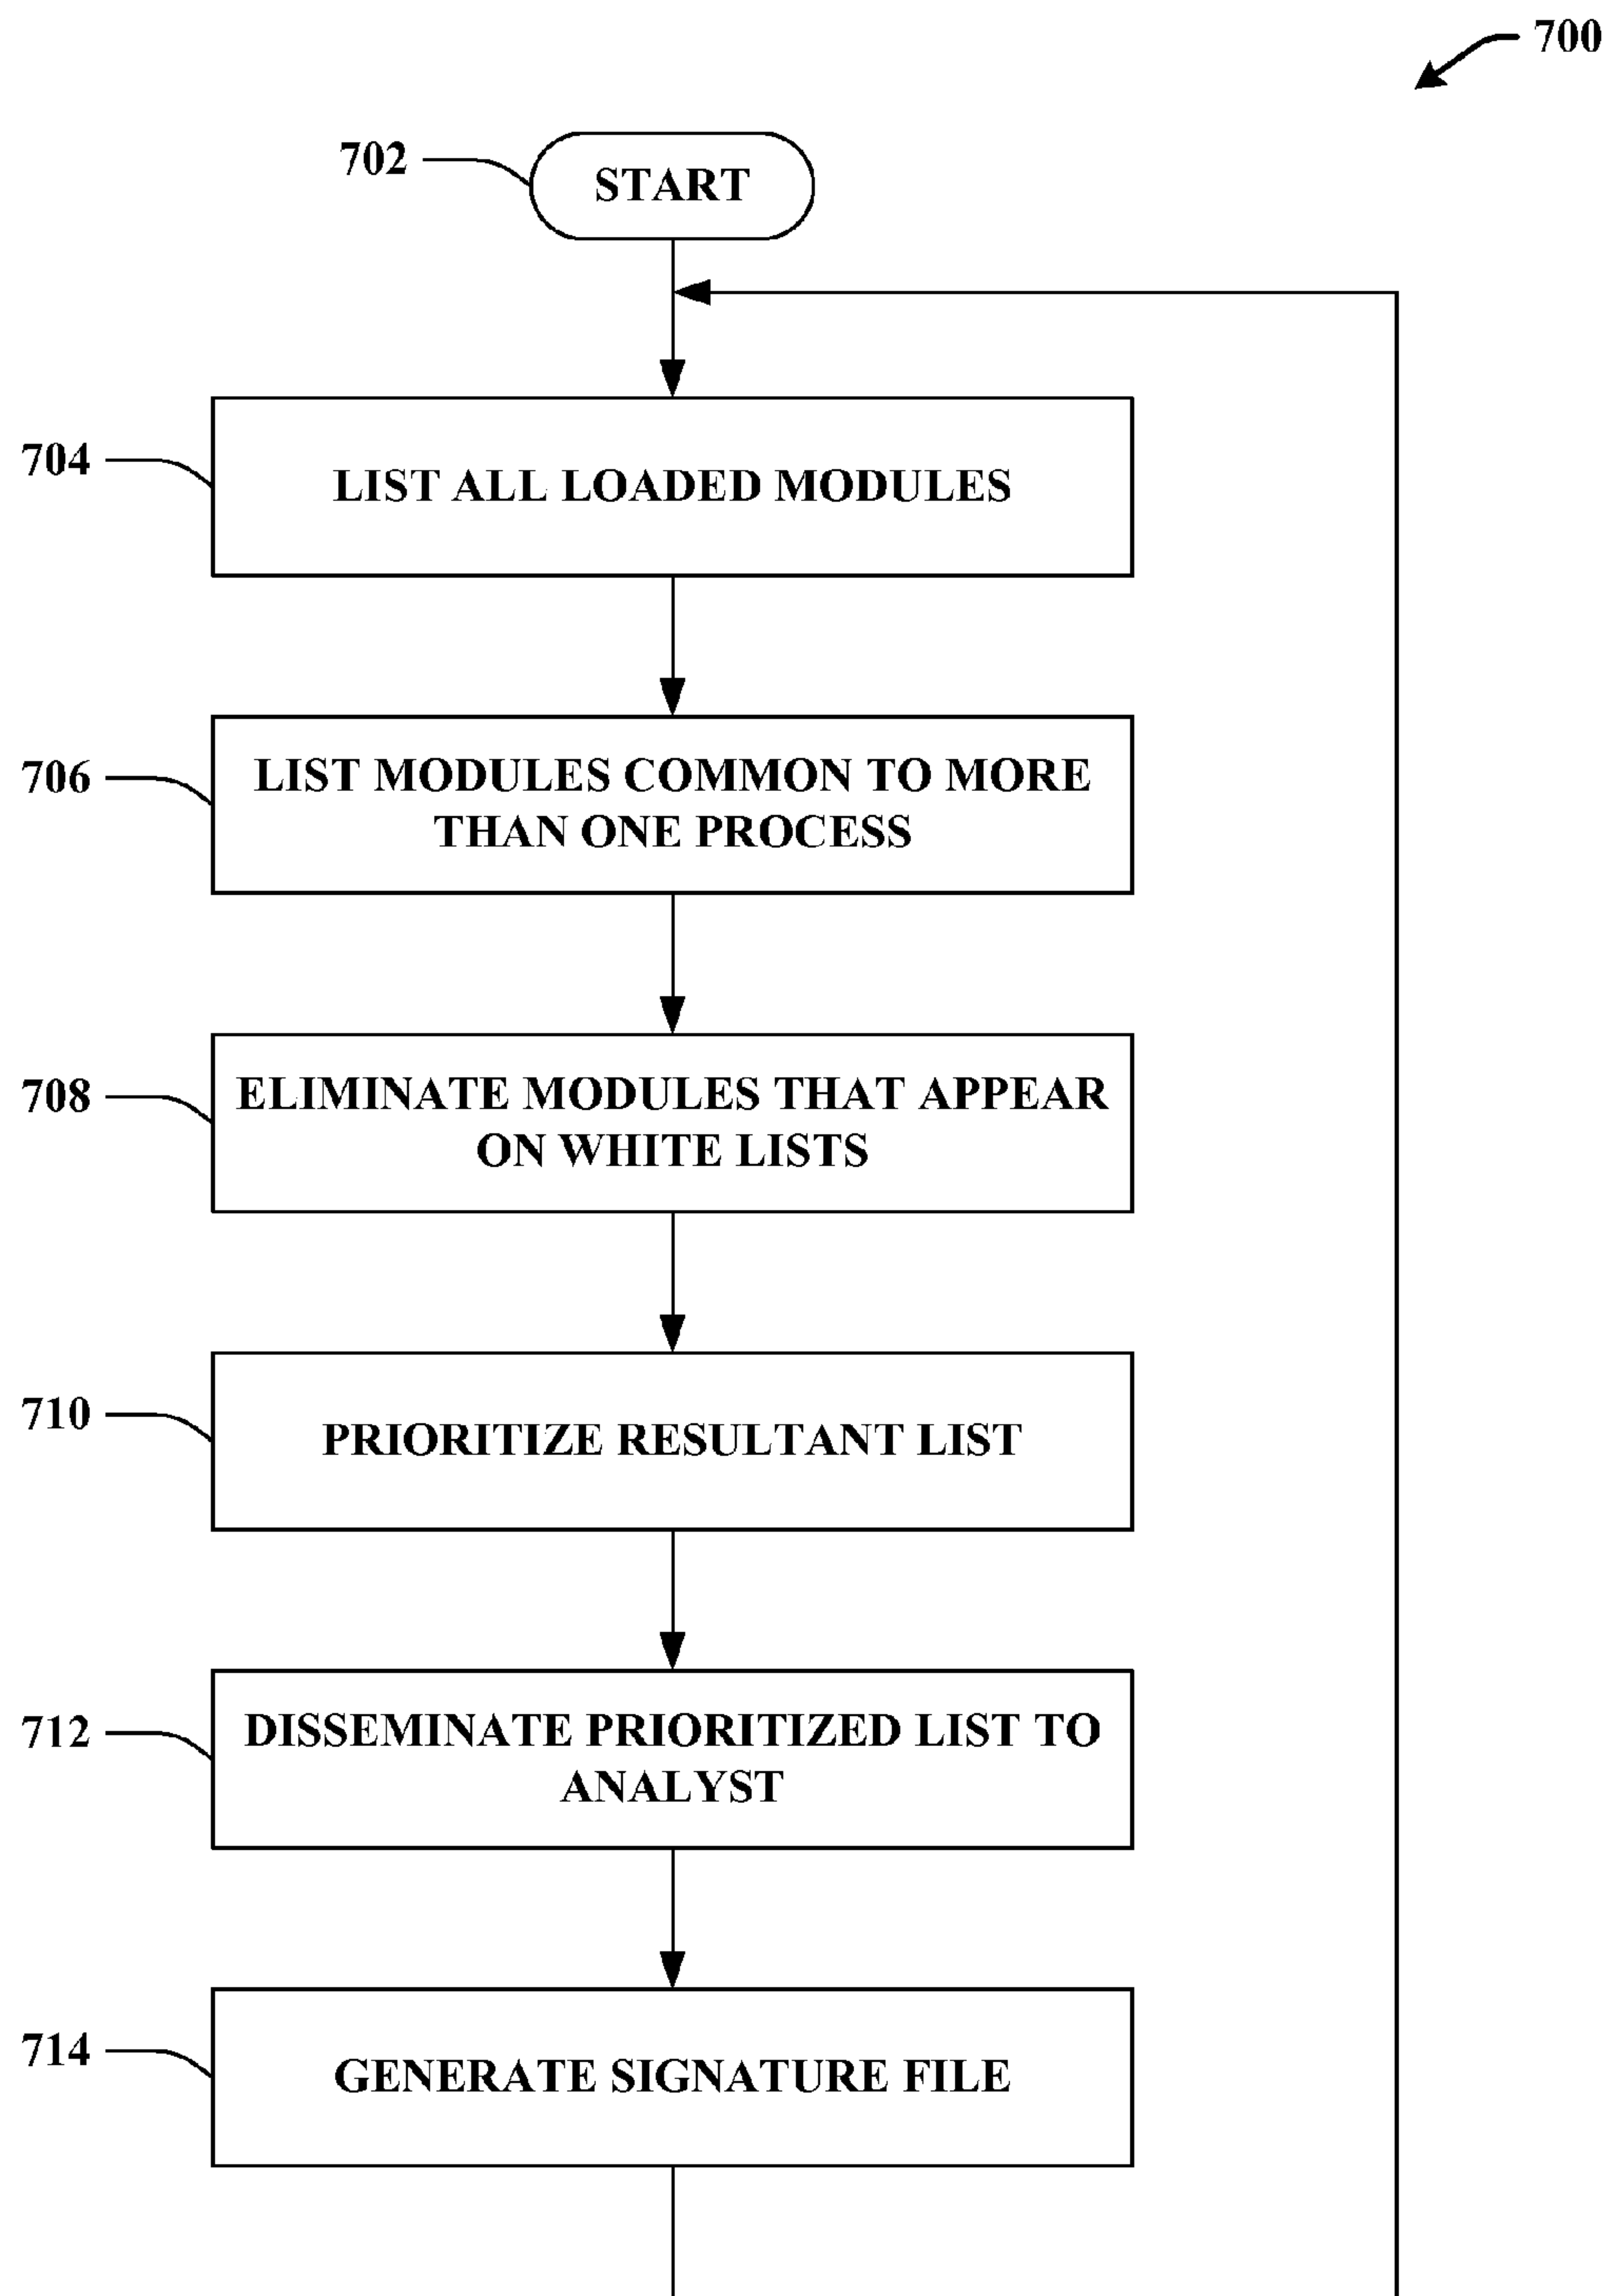 700
702
START
704
LIST ALL LOADED MODULES
706
LIST MODULES COMMON TO MORE
THAN ONE PROCESS
708
ELIMINATE MODULES THAT APPEAR
ON WHITE LISTS
710
PRIORITIZE RESULTANT LIST
712
DISSEMINATE PRIORITIZED LIST TO
ANALYST
714
GENERATE SIGNATURE FILE